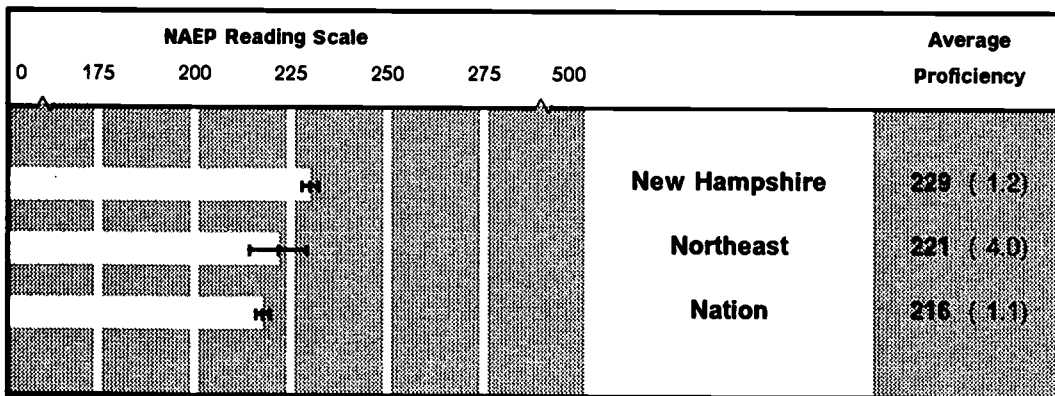 NAEP Reading Scale
Average
Proficiency
0 175 200 225 250 275 500
New Hampshire 229 ( 1.2)
Northeast 221 ( 4.0)
Nation 216 ( 1.1)